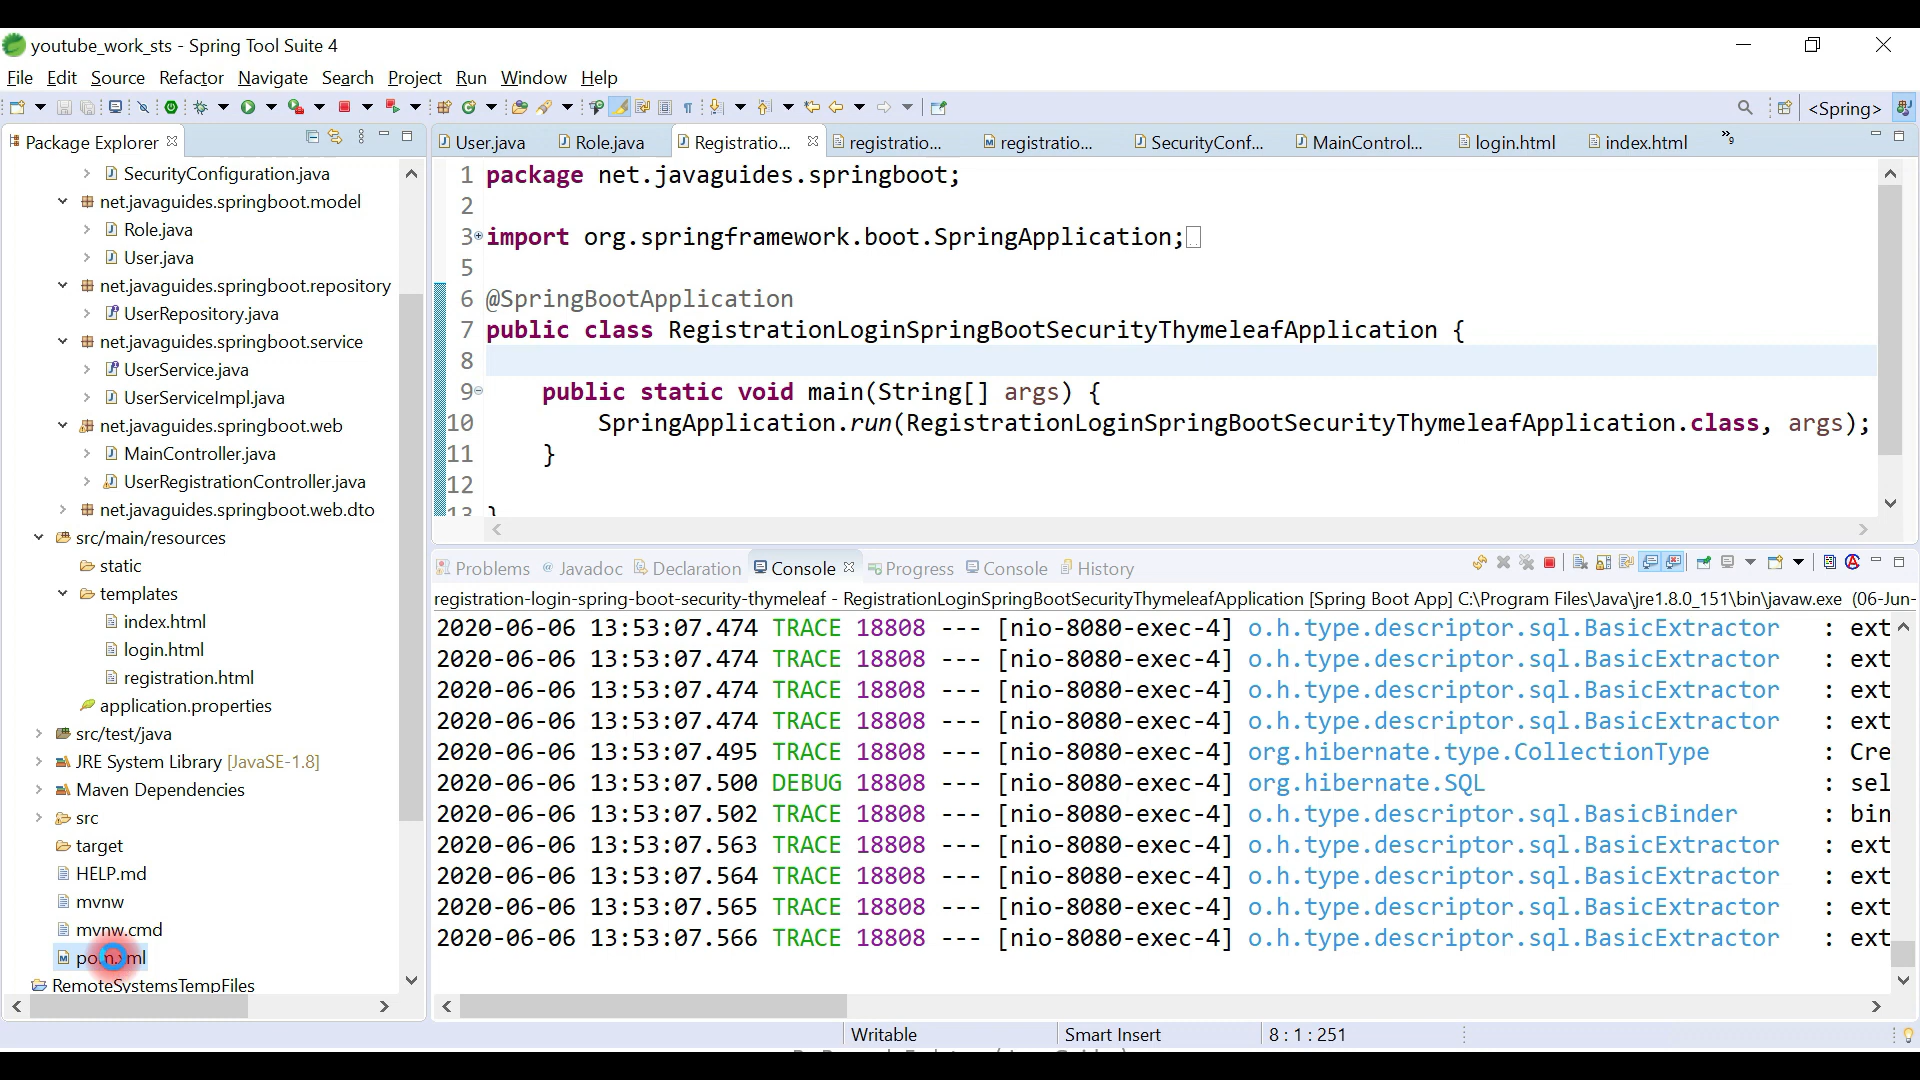 youtube_work_sts - Spring Tool Suite 4
File Edit Source Refactor Navigate Search Project Run Window Help
<Spring>
Package Explorer
SecurityConfiguration.java
net.javaguides.springboot.model
Role.java
User.java
net.javaguides.springboot.repository
UserRepository.java
net.javaguides.springboot.service
UserService.java
UserServiceImpl.java
net.javaguides.springboot.web
MainController.java
UserRegistrationController.java
net.javaguides.springboot.web.dto
src/main/resources
static
templates
index.html
login.html
registration.html
application.properties
src/test/java
JRE System Library [JavaSE-1.8]
Maven Dependencies
src
target
HELP.md
mvnw
mvnw.cmd
pom.xml
RemoteSystemsTempFiles
User.java Role.java Registratio... registratio... registratio... SecurityConf... MainControl... login.html index.html »9
1 package net.javaguides.springboot;
2
3 import org.springframework.boot.SpringApplication;
5
6 @SpringBootApplication
7 public class RegistrationLoginSpringBootSecurityThymeleafApplication {
8
9 public static void main(String[] args) {
10 SpringApplication.run(RegistrationLoginSpringBootSecurityThymeleafApplication.class, args);
11 }
12
13 }
Problems @ Javadoc Declaration Console Progress Console History
registration-login-spring-boot-security-thymeleaf - RegistrationLoginSpringBootSecurityThymeleafApplication [Spring Boot App] C:\Program Files\Java\jre1.8.0_151\bin\javaw.exe (06-Jun-
2020-06-06 13:53:07.474 TRACE 18808 --- [nio-8080-exec-4] o.h.type.descriptor.sql.BasicExtractor : ext
2020-06-06 13:53:07.474 TRACE 18808 --- [nio-8080-exec-4] o.h.type.descriptor.sql.BasicExtractor : ext
2020-06-06 13:53:07.474 TRACE 18808 --- [nio-8080-exec-4] o.h.type.descriptor.sql.BasicExtractor : ext
2020-06-06 13:53:07.474 TRACE 18808 --- [nio-8080-exec-4] o.h.type.descriptor.sql.BasicExtractor : ext
2020-06-06 13:53:07.495 TRACE 18808 --- [nio-8080-exec-4] org.hibernate.type.CollectionType : Cre
2020-06-06 13:53:07.500 DEBUG 18808 --- [nio-8080-exec-4] org.hibernate.SQL : sel
2020-06-06 13:53:07.502 TRACE 18808 --- [nio-8080-exec-4] o.h.type.descriptor.sql.BasicBinder : bin
2020-06-06 13:53:07.563 TRACE 18808 --- [nio-8080-exec-4] o.h.type.descriptor.sql.BasicExtractor : ext
2020-06-06 13:53:07.564 TRACE 18808 --- [nio-8080-exec-4] o.h.type.descriptor.sql.BasicExtractor : ext
2020-06-06 13:53:07.565 TRACE 18808 --- [nio-8080-exec-4] o.h.type.descriptor.sql.BasicExtractor : ext
2020-06-06 13:53:07.566 TRACE 18808 --- [nio-8080-exec-4] o.h.type.descriptor.sql.BasicExtractor : ext
Writable Smart Insert 8 : 1 : 251